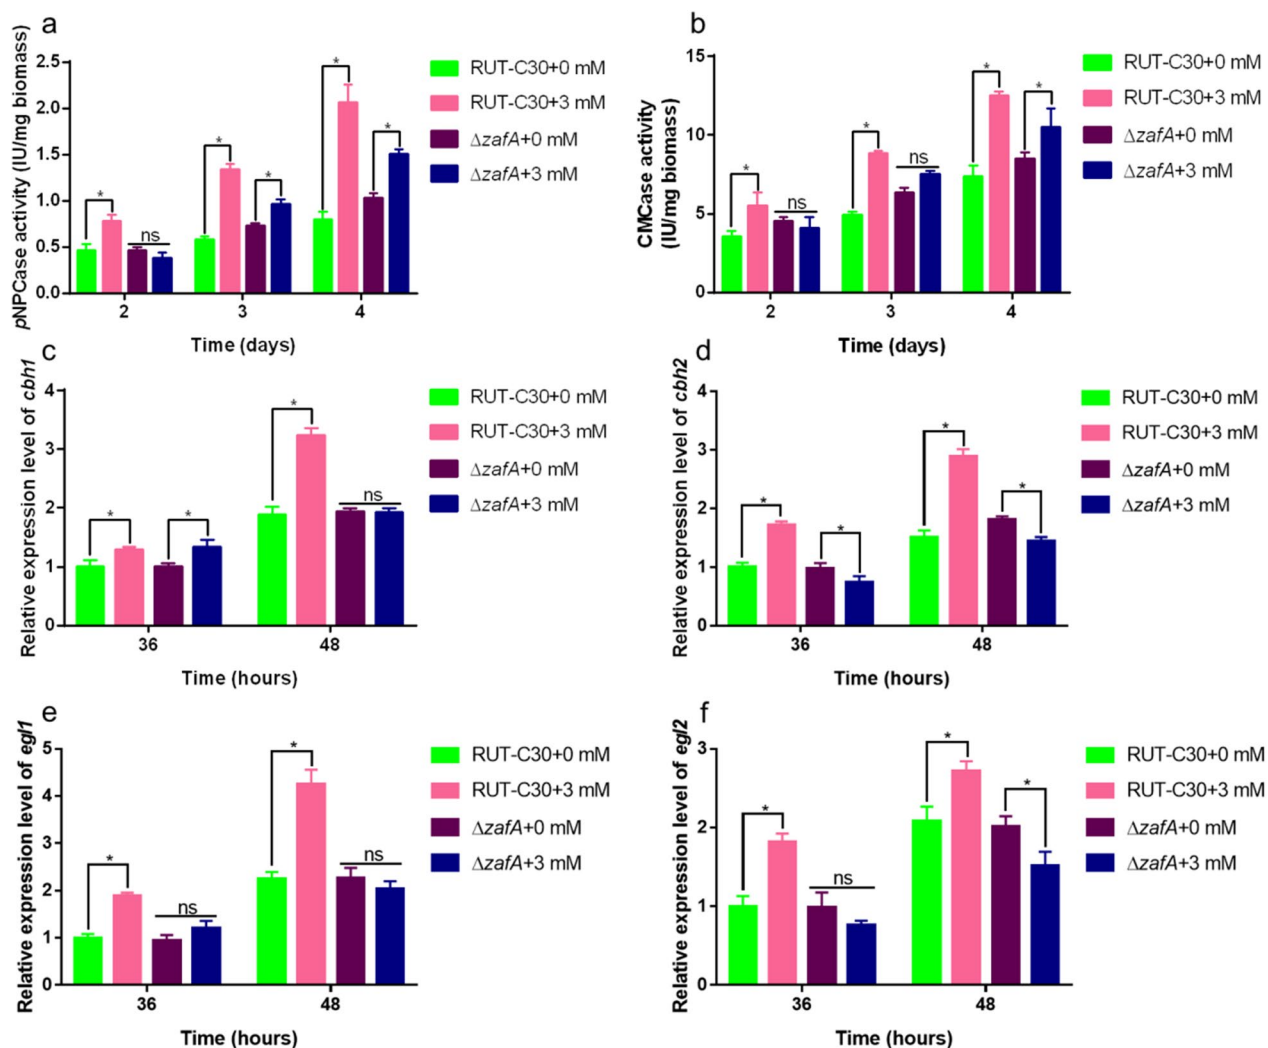 a
pNPCase activity (IU/mg biomass)
2.5
2.0
1.5
1.0
0.5
0.0
* ns * * * *
2 3 4
Time (days)
RUT-C30+0 mM
RUT-C30+3 mM
ΔzafA+0 mM
ΔzafA+3 mM
b
CMCase activity
(IU/mg biomass)
15
10
5
0
* ns * ns * *
2 3 4
Time (days)
RUT-C30+0 mM
RUT-C30+3 mM
ΔzafA+0 mM
ΔzafA+3 mM
c
Relative expression level of cbh1
4
3
2
1
0
* * * ns
36 48
Time (hours)
RUT-C30+0 mM
RUT-C30+3 mM
ΔzafA+0 mM
ΔzafA+3 mM
d
Relative expression level of cbh2
4
3
2
1
0
* * * *
36 48
Time (hours)
RUT-C30+0 mM
RUT-C30+3 mM
ΔzafA+0 mM
ΔzafA+3 mM
e
Relative expression level of egl1
5
4
3
2
1
0
* ns * ns
36 48
Time (hours)
RUT-C30+0 mM
RUT-C30+3 mM
ΔzafA+0 mM
ΔzafA+3 mM
f
Relative expression level of egl2
3
2
1
0
* ns * *
36 48
Time (hours)
RUT-C30+0 mM
RUT-C30+3 mM
ΔzafA+0 mM
ΔzafA+3 mM